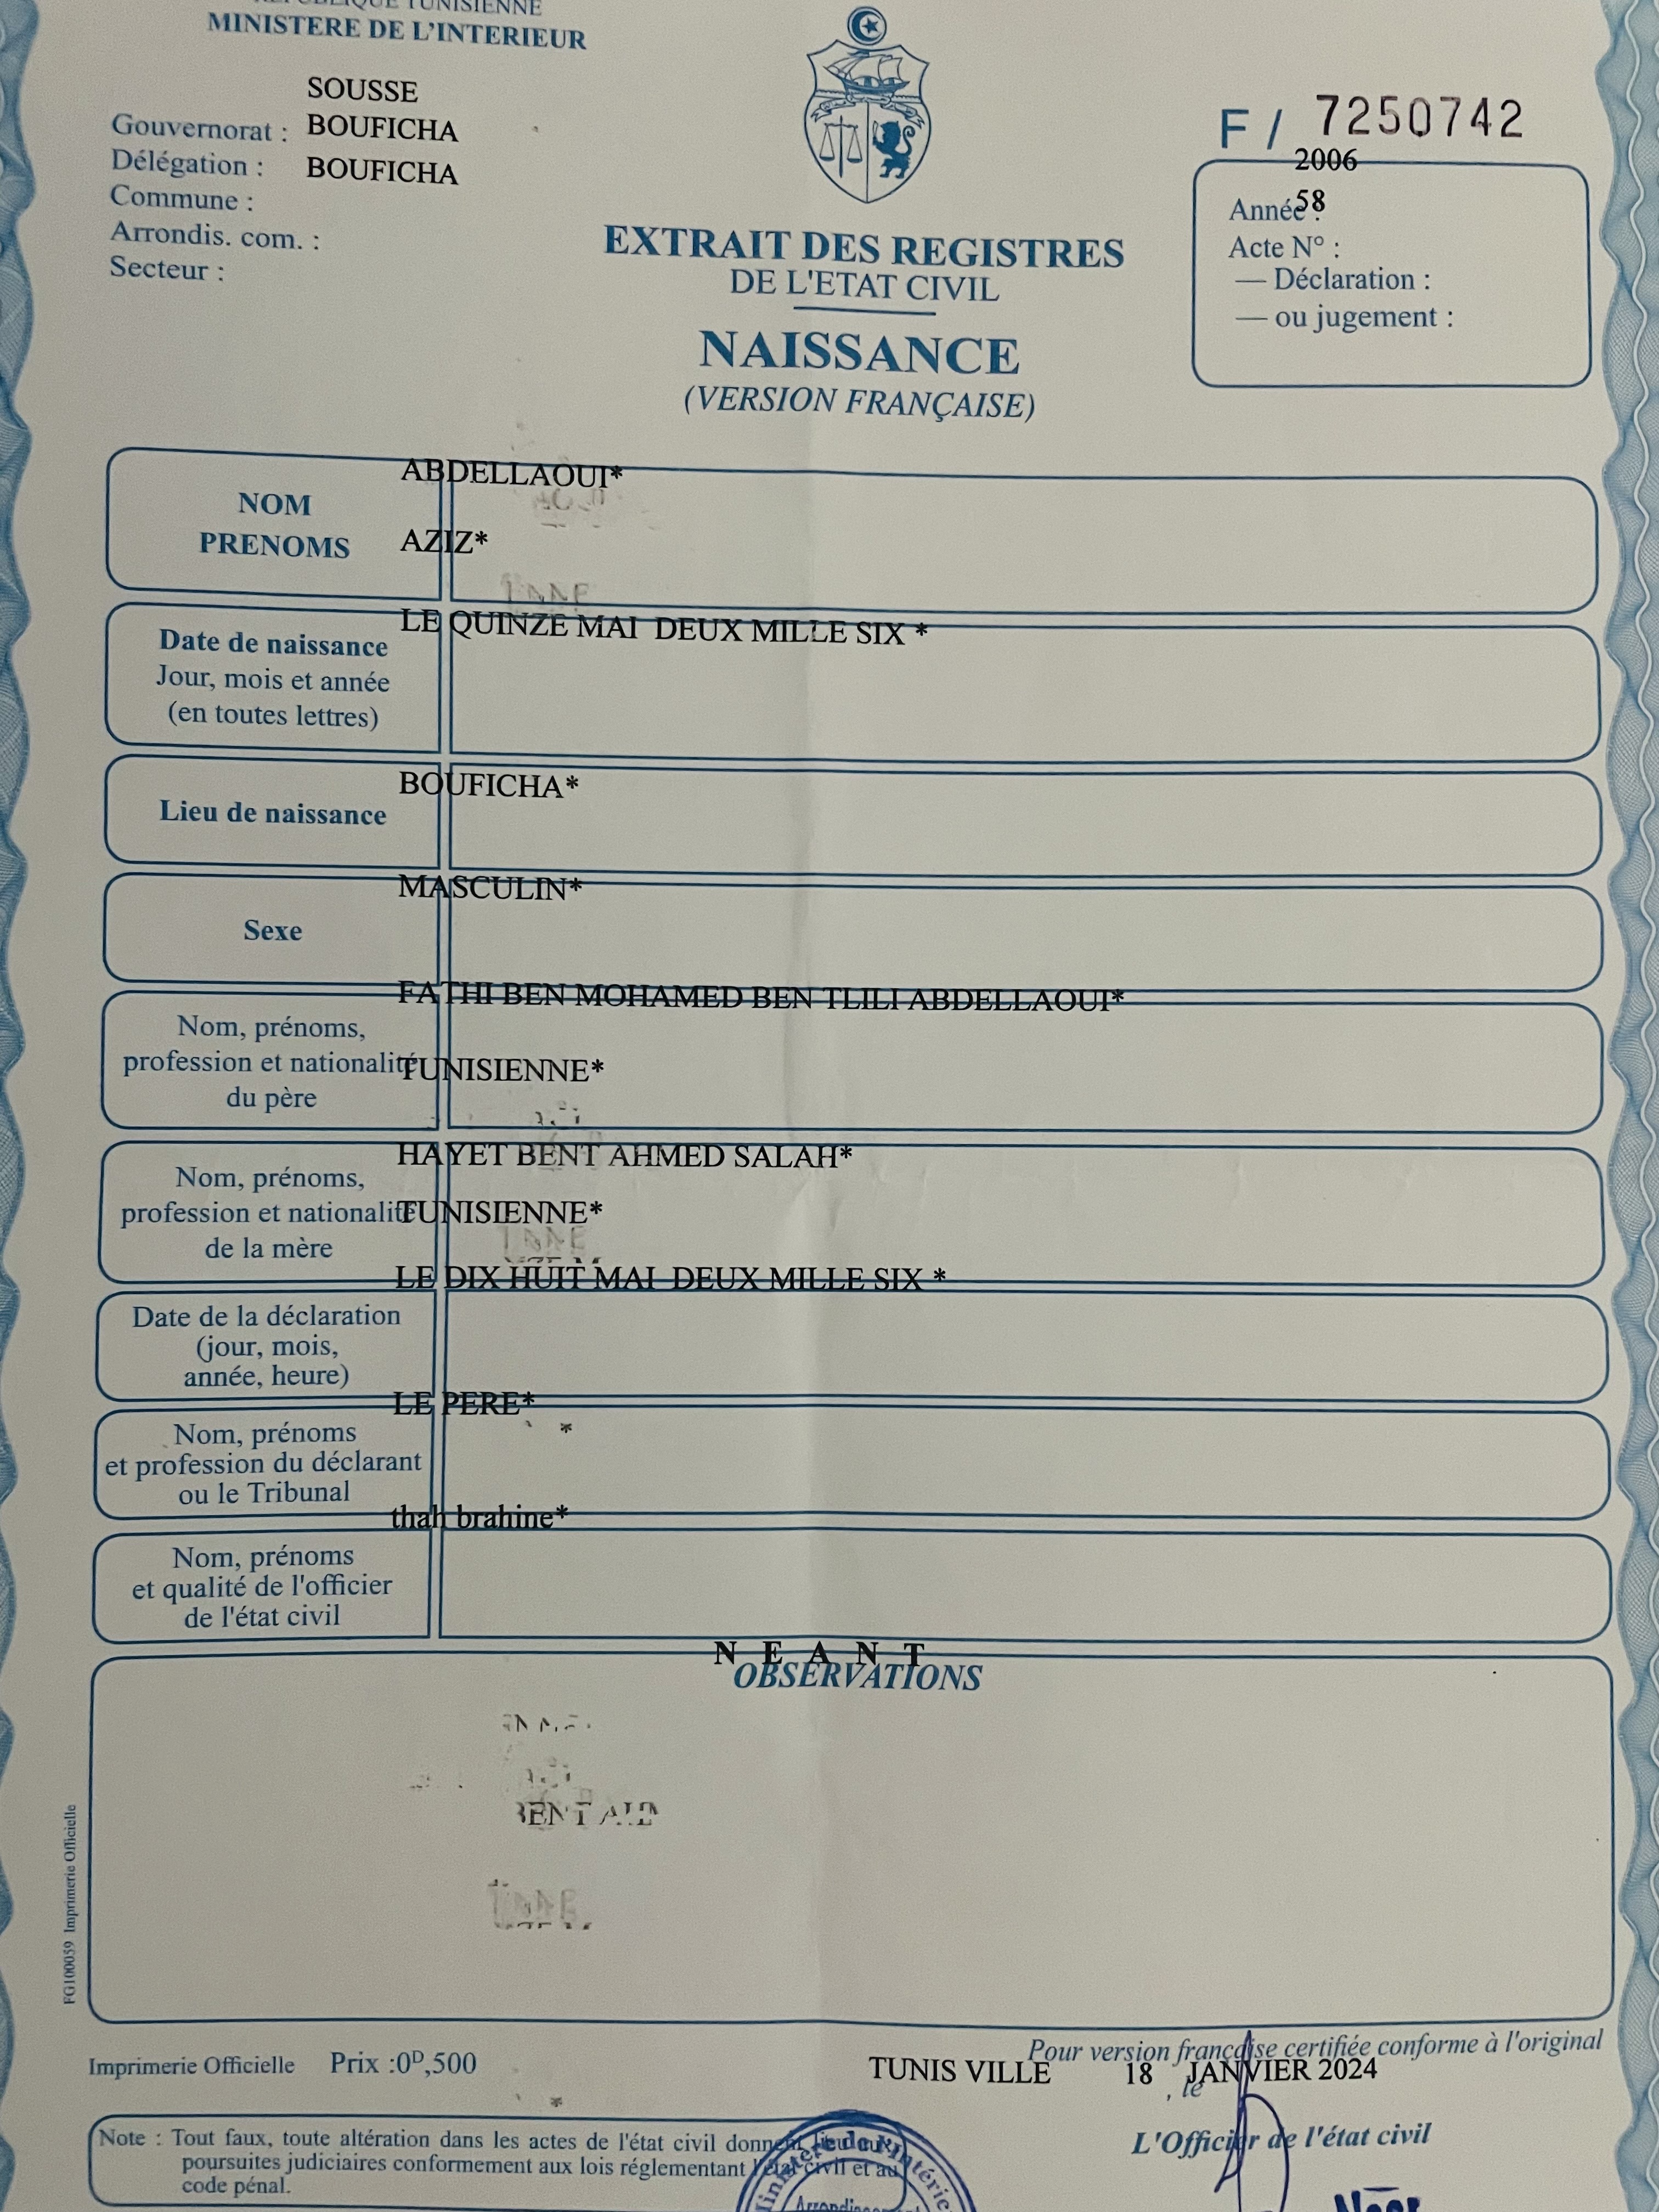 REPUBLIQUE TUNISIENNE
MINISTERE DE L'INTERIEUR
SOUSSE
Gouvernorat : BOUFICHA
Délégation : BOUFICHA
Commune :
Arrondis. com. :
Secteur :
F / 7250742
2006
Année : 58
Acte N° :
— Déclaration :
— ou jugement :
EXTRAIT DES REGISTRES
DE L'ETAT CIVIL
NAISSANCE
(VERSION FRANÇAISE)
ABDELLAOUI*
NOM
PRENOMS AZIZ*
LE QUINZE MAI DEUX MILLE SIX *
Date de naissance
Jour, mois et année
(en toutes lettres)
BOUFICHA*
Lieu de naissance
MASCULIN*
Sexe
FATHI BEN MOHAMED BEN TLILI ABDELLAOUI*
Nom, prénoms,
profession et nationalité TUNISIENNE*
du père
HAYET BENT AHMED SALAH*
Nom, prénoms,
profession et nationalité TUNISIENNE*
de la mère
LE DIX HUIT MAI DEUX MILLE SIX *
Date de la déclaration
(jour, mois,
année, heure)
LE PERE*
*
Nom, prénoms
et profession du déclarant
ou le Tribunal
thah brahine*
Nom, prénoms
et qualité de l'officier
de l'état civil
N E A N T
OBSERVATIONS
BENT
FG100059 Imprimerie Officielle
Imprimerie Officielle Prix :0D,500
Pour version française certifiée conforme à l'original
TUNIS VILLE 18 JANVIER 2024
, le
L'Officier de l'état civil
Note : Tout faux, toute altération dans les actes de l'état civil donnent lieu aux
poursuites judiciaires conformement aux lois réglementant l'état civil et au
code pénal.
Ministère de l'Intérie
Arrondissement